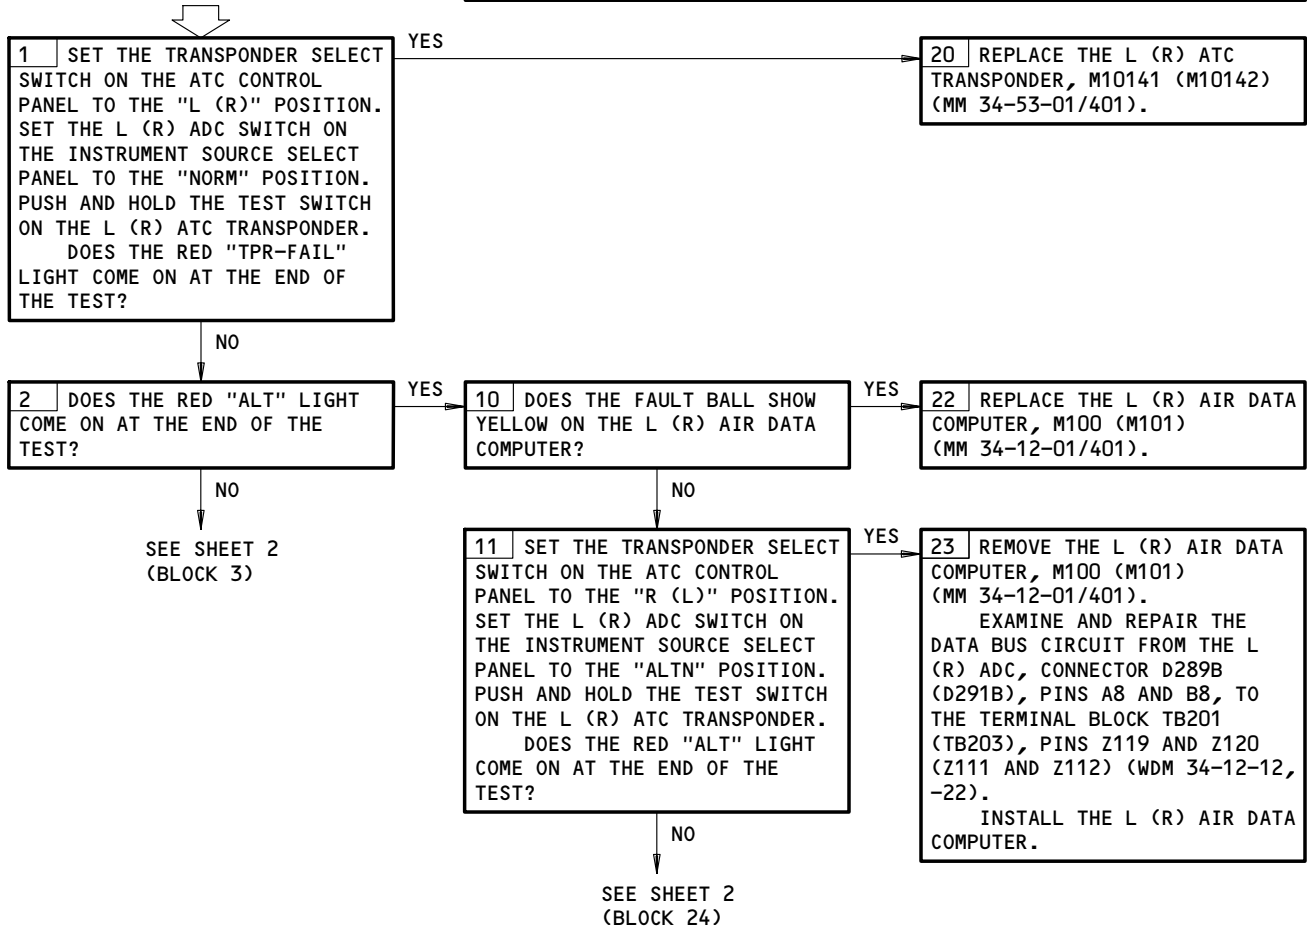 1 SET THE TRANSPONDER SELECT
SWITCH ON THE ATC CONTROL
PANEL TO THE "L (R)" POSITION.
SET THE L (R) ADC SWITCH ON
THE INSTRUMENT SOURCE SELECT
PANEL TO THE "NORM" POSITION.
PUSH AND HOLD THE TEST SWITCH
ON THE L (R) ATC TRANSPONDER.
DOES THE RED "TPR-FAIL"
LIGHT COME ON AT THE END OF
THE TEST?
YES
20 REPLACE THE L (R) ATC
TRANSPONDER, M10141 (M10142)
(MM 34-53-01/401).
NO
2 DOES THE RED "ALT" LIGHT
COME ON AT THE END OF THE
TEST?
YES
10 DOES THE FAULT BALL SHOW
YELLOW ON THE L (R) AIR DATA
COMPUTER?
YES
22 REPLACE THE L (R) AIR DATA
COMPUTER, M100 (M101)
(MM 34-12-01/401).
NO
SEE SHEET 2
(BLOCK 3)
NO
11 SET THE TRANSPONDER SELECT
SWITCH ON THE ATC CONTROL
PANEL TO THE "R (L)" POSITION.
SET THE L (R) ADC SWITCH ON
THE INSTRUMENT SOURCE SELECT
PANEL TO THE "ALTN" POSITION.
PUSH AND HOLD THE TEST SWITCH
ON THE L (R) ATC TRANSPONDER.
DOES THE RED "ALT" LIGHT
COME ON AT THE END OF THE
TEST?
YES
23 REMOVE THE L (R) AIR DATA
COMPUTER, M100 (M101)
(MM 34-12-01/401).
EXAMINE AND REPAIR THE
DATA BUS CIRCUIT FROM THE L
(R) ADC, CONNECTOR D289B
(D291B), PINS A8 AND B8, TO
THE TERMINAL BLOCK TB201
(TB203), PINS Z119 AND Z120
(Z111 AND Z112) (WDM 34-12-12,
-22).
INSTALL THE L (R) AIR DATA
COMPUTER.
NO
SEE SHEET 2
(BLOCK 24)